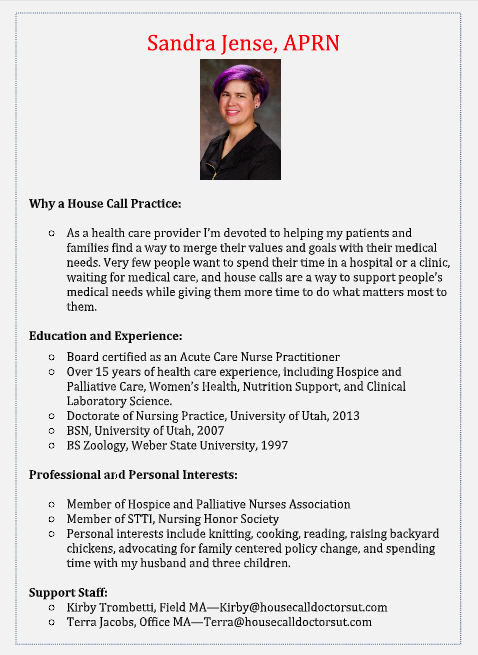 Sandra Jense, APRN
Why a House Call Practice:
o As a health care provider I'm devoted to helping my patients and
families find a way to merge their values and goals with their medical
needs. Very few people want to spend their time in a hospital or a clinic,
waiting for medical care, and house calls are a way to support people's
medical needs while giving them more time to do what matters most to
them.
Education and Experience:
o Board certified as an Acute Care Nurse Practitioner
o Over 15 years of health care experience, including Hospice and
Palliative Care, Women's Health, Nutrition Support, and Clinical
Laboratory Science.
o Doctorate of Nursing Practice, University of Utah, 2013
o BSN, University of Utah, 2007
o BS Zoology, Weber State University, 1997
Professional and Personal Interests:
o Member of Hospice and Palliative Nurses Association
o Member of STTI, Nursing Honor Society
o Personal interests include knitting, cooking, reading, raising backyard
chickens, advocating for family centered policy change, and spending
time with my husband and three children.
Support Staff:
o Kirby Trombetti, Field MA—Kirby@housecalldoctorsut.com
o Terra Jacobs, Office MA—Terra@housecalldoctorsut.com